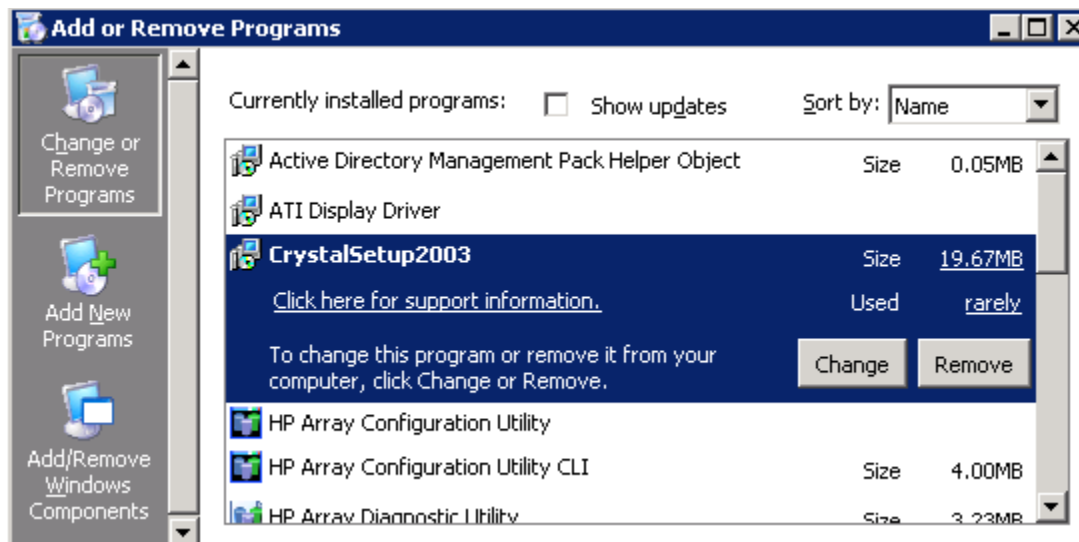 Add or Remove Programs
Change or
Remove
Programs
Add New
Programs
Add/Remove
Windows
Components
Currently installed programs:
Show updates
Sort by:
Name
Active Directory Management Pack Helper Object Size 0.05MB
ATI Display Driver
CrystalSetup2003 Size 19.67MB
Click here for support information. Used rarely
To change this program or remove it from your
computer, click Change or Remove.
Change
Remove
HP Array Configuration Utility
HP Array Configuration Utility CLI Size 4.00MB
HP Array Diagnostic Utility Size 3.23MB